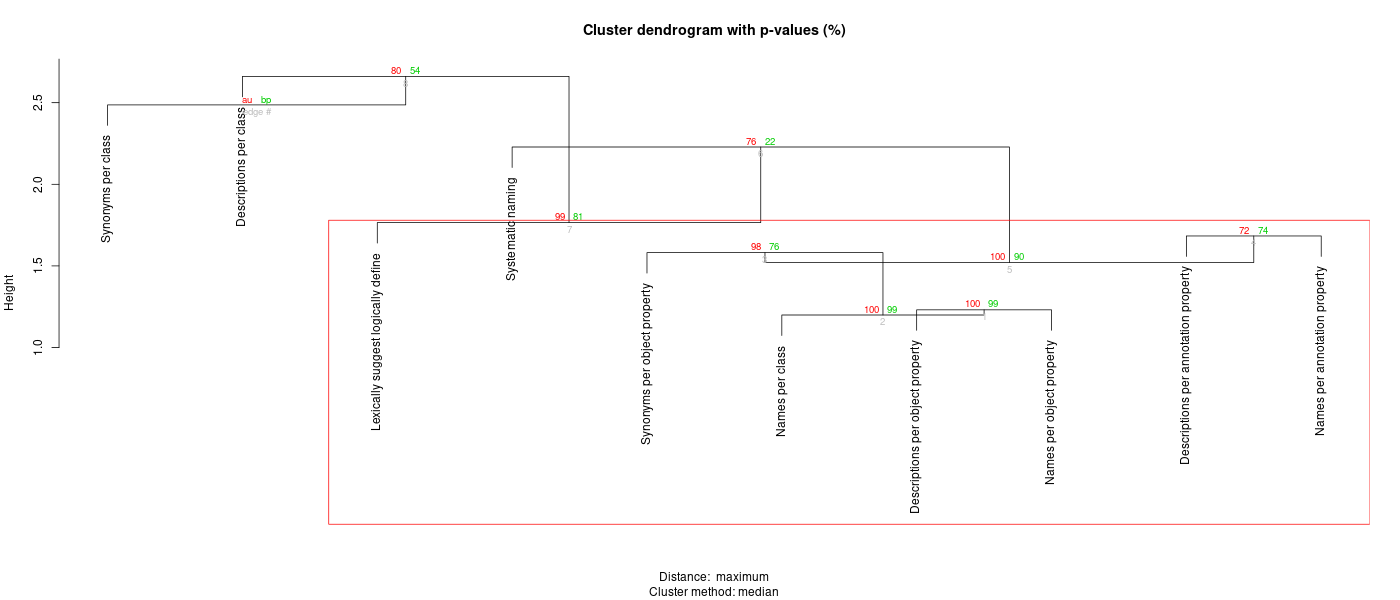 Cluster dendrogram with p-values (%)
80 54
au bp
edge #
2.5
2.0
1.5
1.0
Height
76 22
99 81
7
98 76
100 90
5
72 74
100 99
2
100 99
1
Synonyms per class
Descriptions per class
Lexically suggest logically define
Systematic naming
Synonyms per object property
Names per class
Descriptions per object property
Names per object property
Descriptions per annotation property
Names per annotation property
Distance: maximum
Cluster method: median